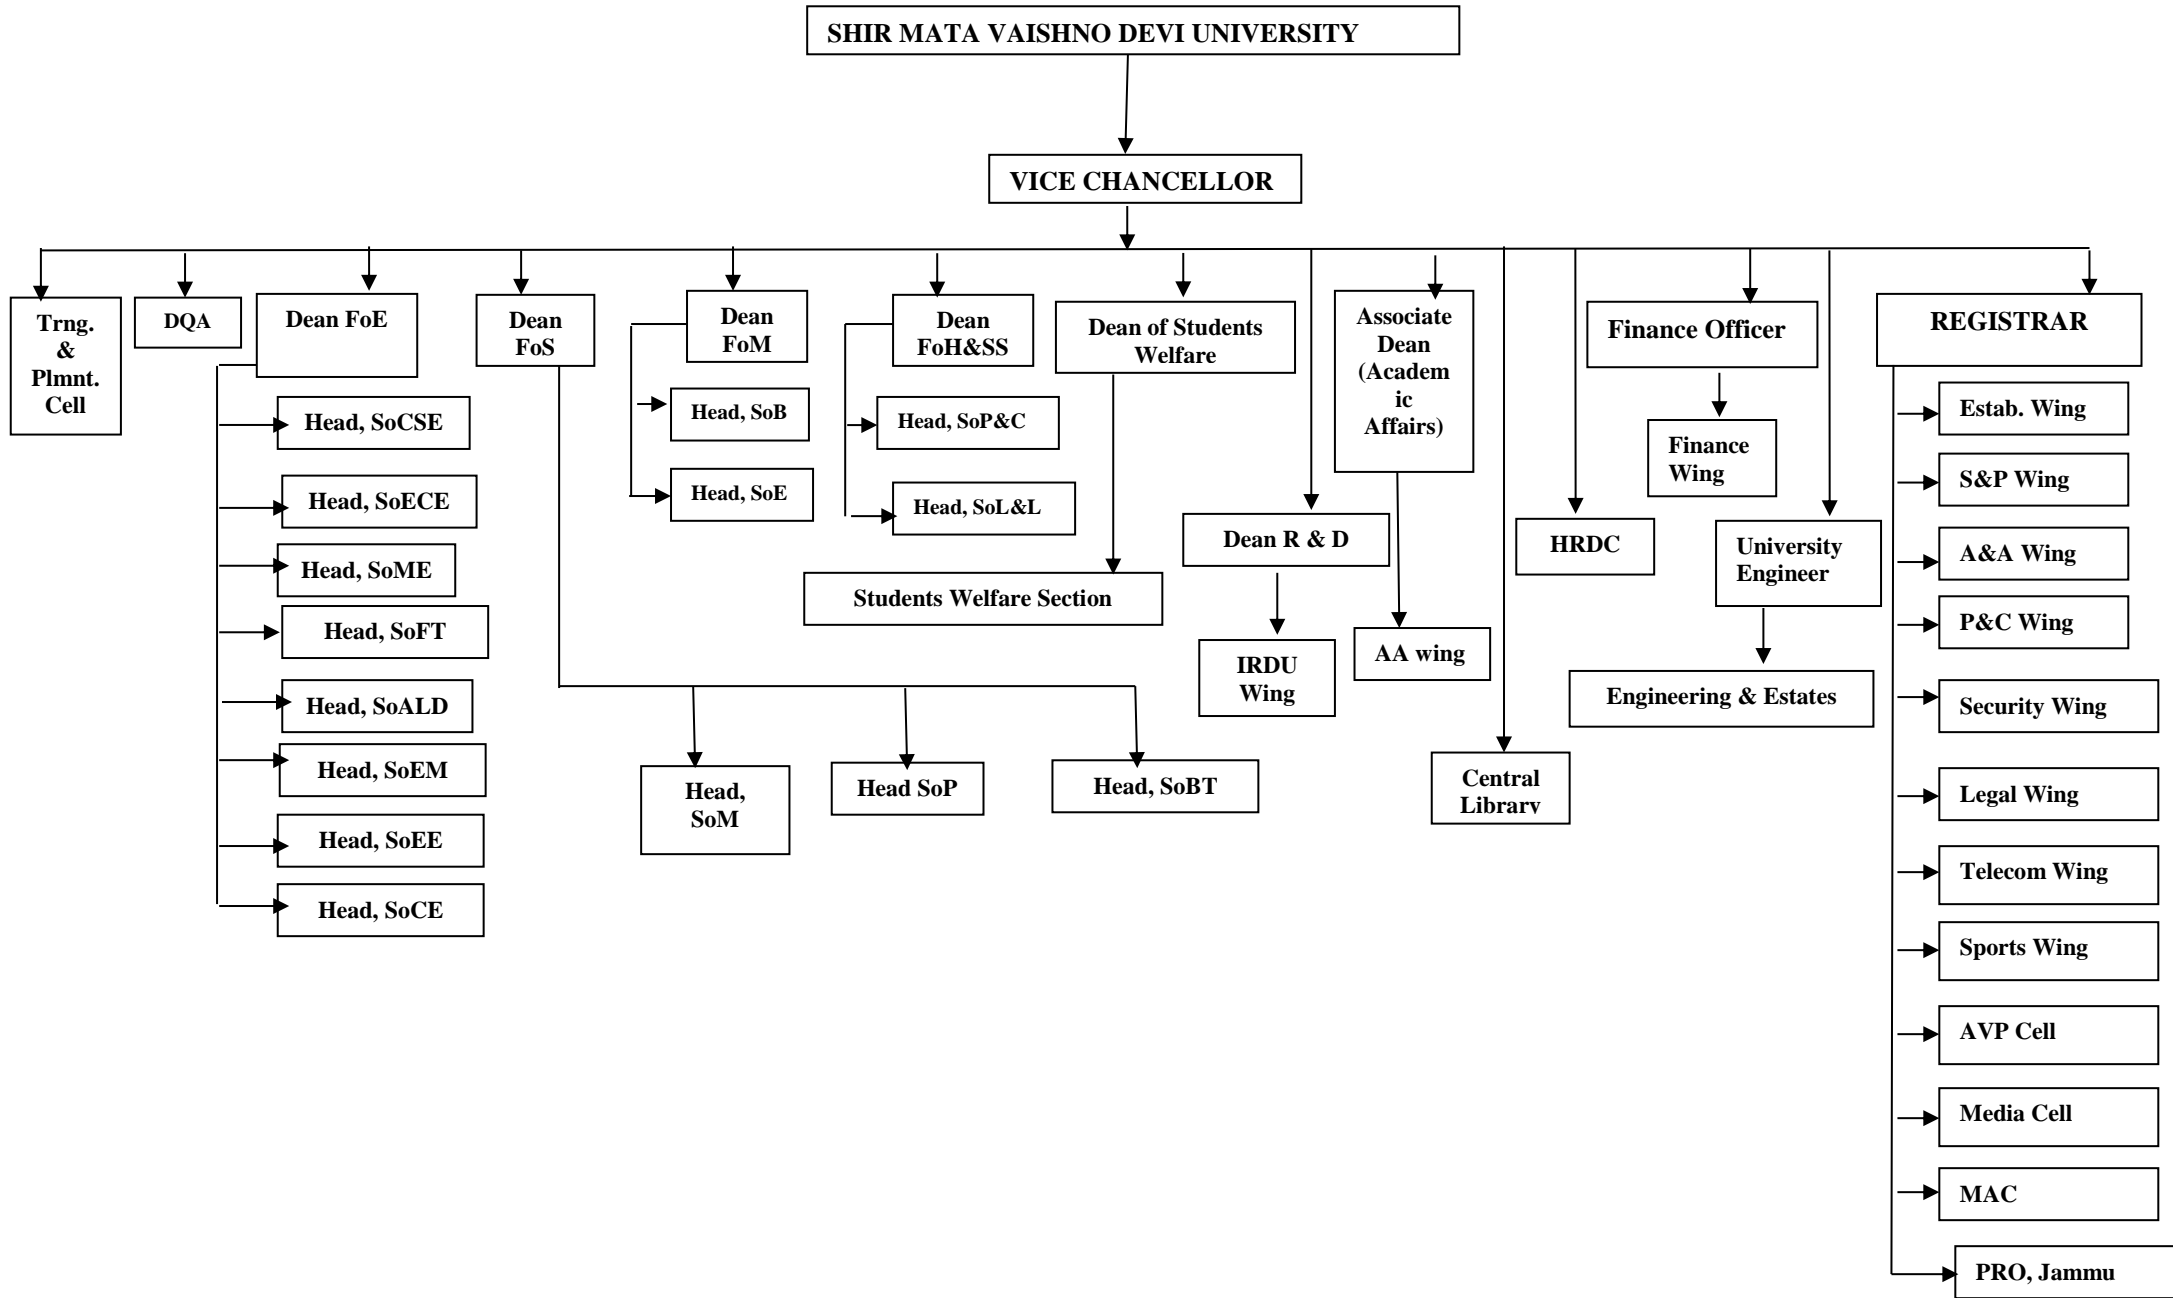 SHIR MATA VAISHNO DEVI UNIVERSITY
VICE CHANCELLOR
Trng.
&
Plmnt.
Cell
DQA
Dean FoE
Head, SoCSE
Head, SoECE
Head, SoME
Head, SoFT
Head, SoALD
Head, SoEM
Head, SoEE
Head, SoCE
Dean
FoS
Head,
SoM
Head SoP
Head, SoBT
Dean
FoM
Head, SoB
Head, SoE
Dean
FoH&SS
Head, SoP&C
Head, SoL&L
Dean of Students
Welfare
Students Welfare Section
Dean R & D
IRDU
Wing
Associate
Dean
(Academ
ic
Affairs)
AA wing
Central
Library
HRDC
Finance Officer
Finance
Wing
University
Engineer
Engineering & Estates
REGISTRAR
Estab. Wing
S&P Wing
A&A Wing
P&C Wing
Security Wing
Legal Wing
Telecom Wing
Sports Wing
AVP Cell
Media Cell
MAC
PRO, Jammu